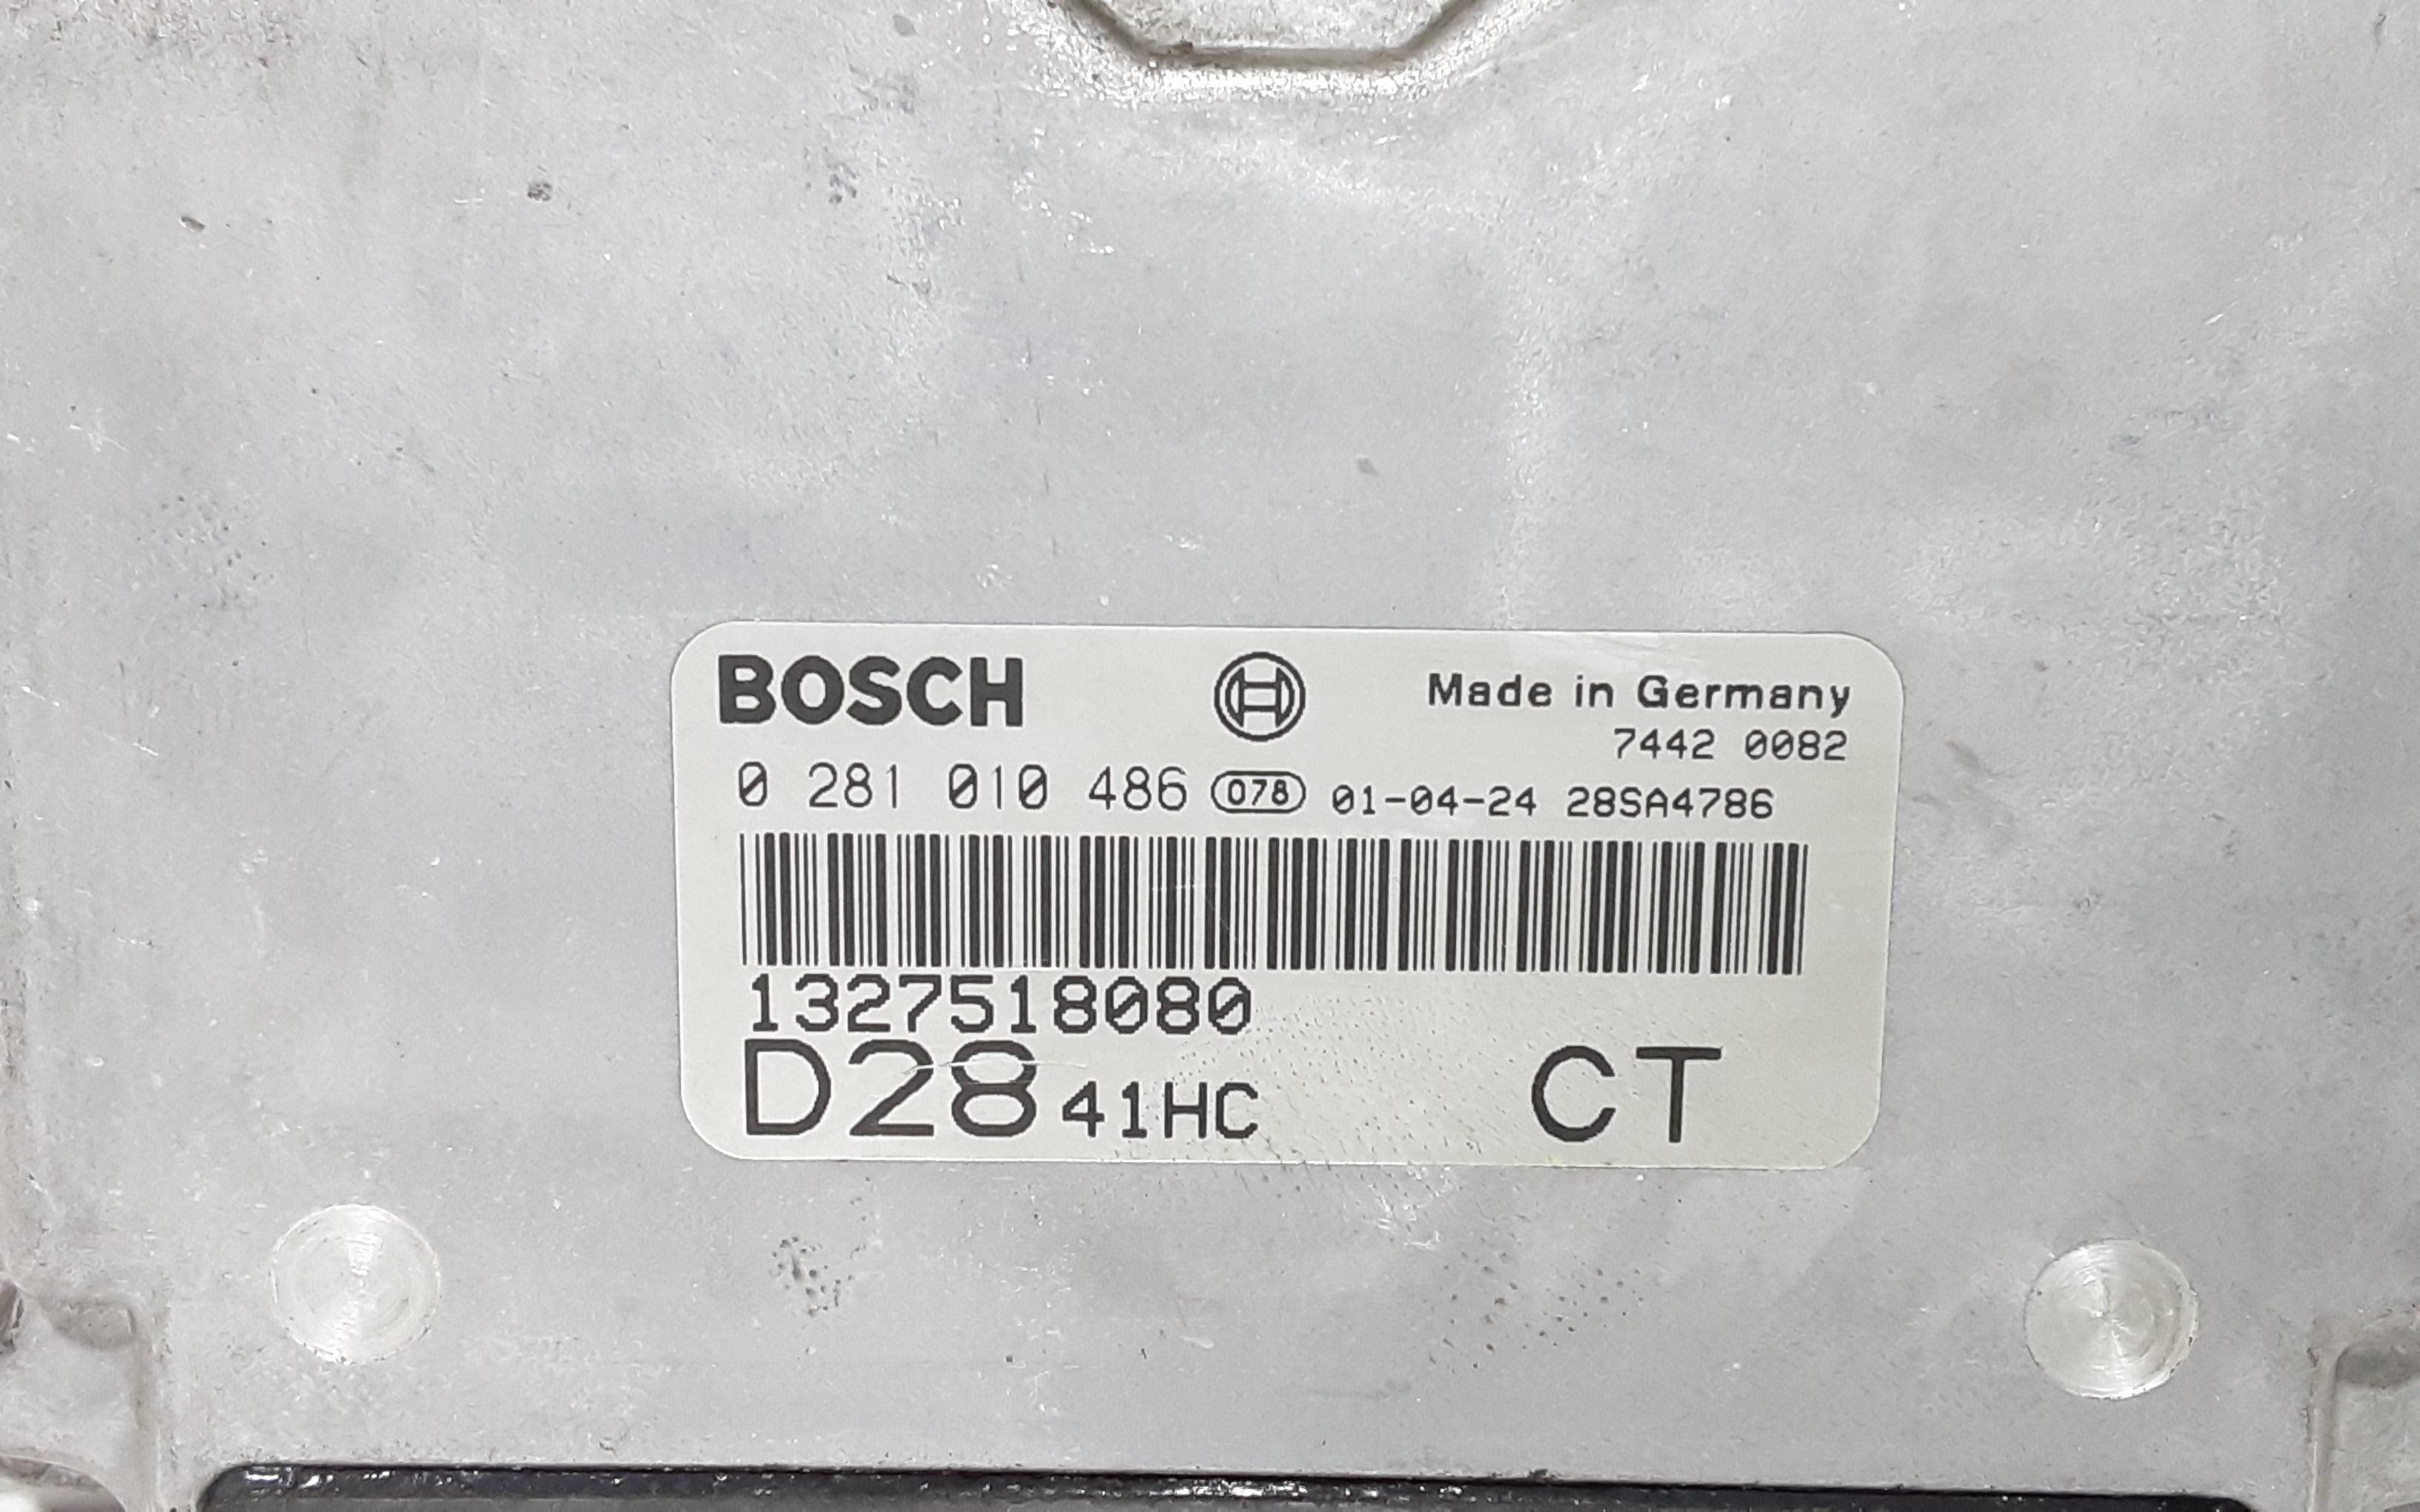 BOSCH Made in Germany
7442 0082
0 281 010 486 078 01-04-24 28SA4786
1327518080
D28 41HC CT